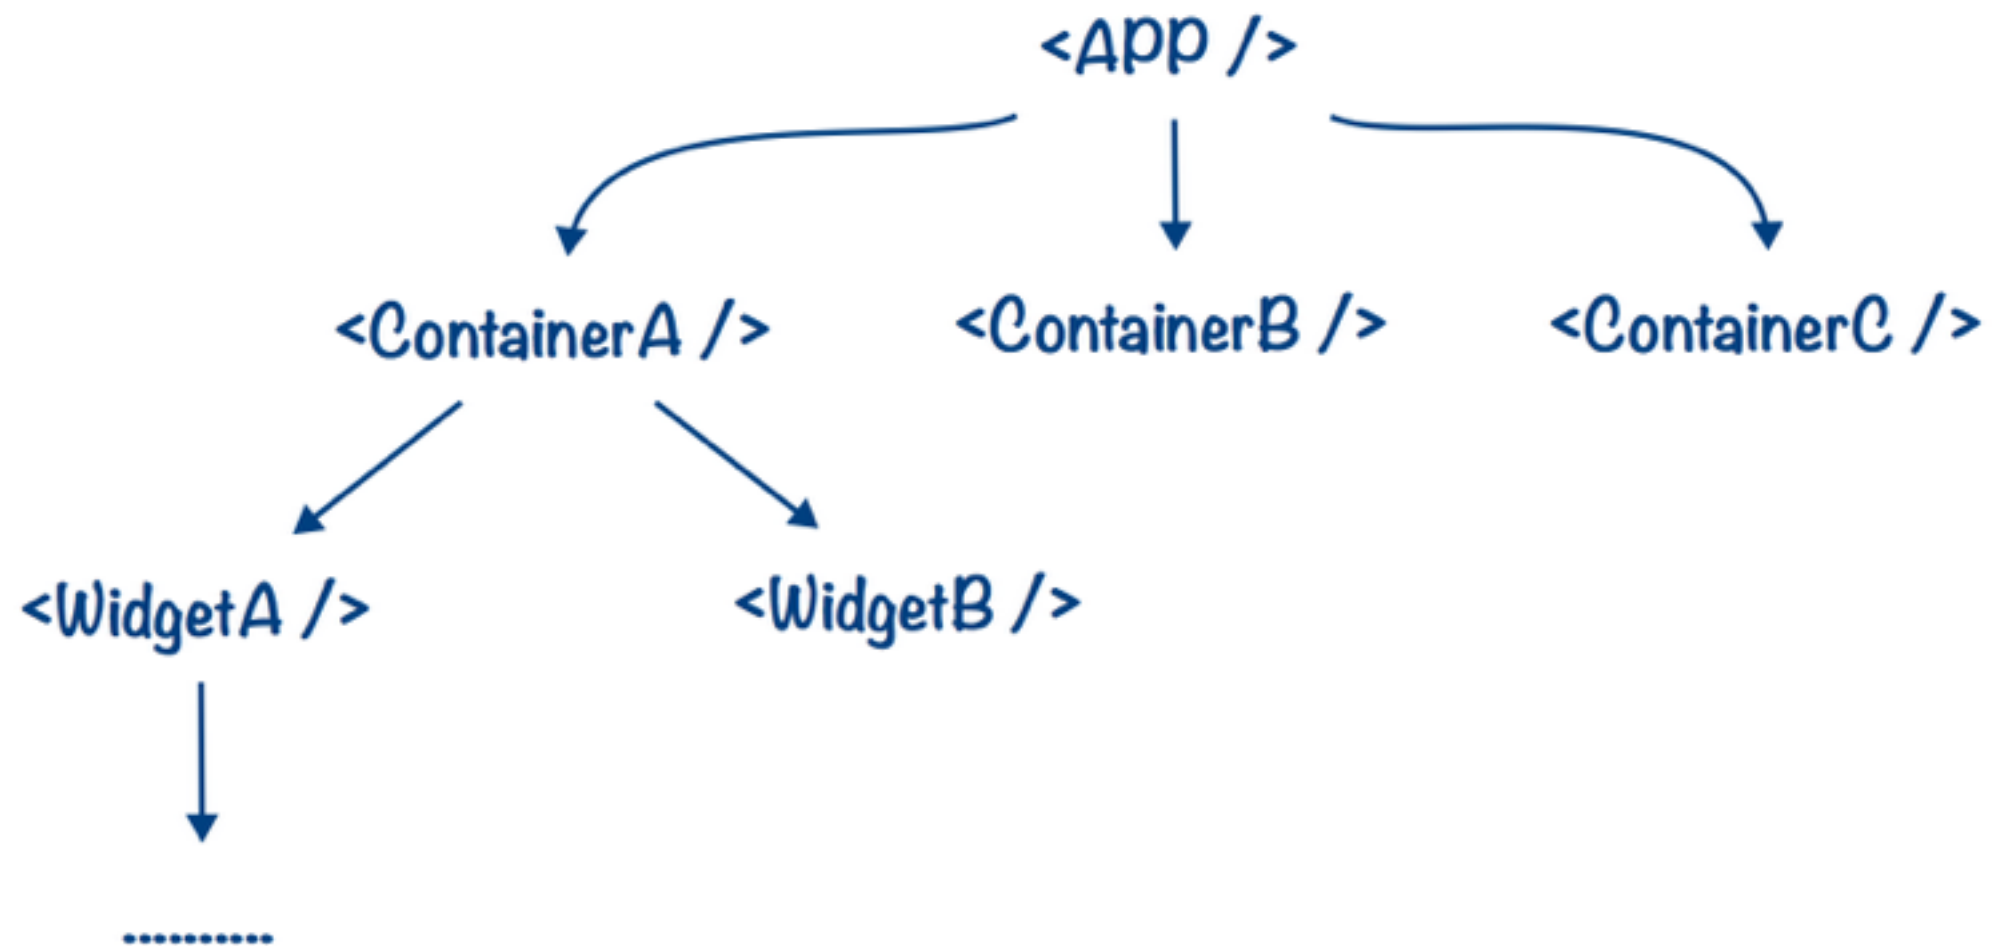 <APP />
<ContainerA /> <ContainerB /> <ContainerC />
<WidgetA /> <WidgetB />
..........